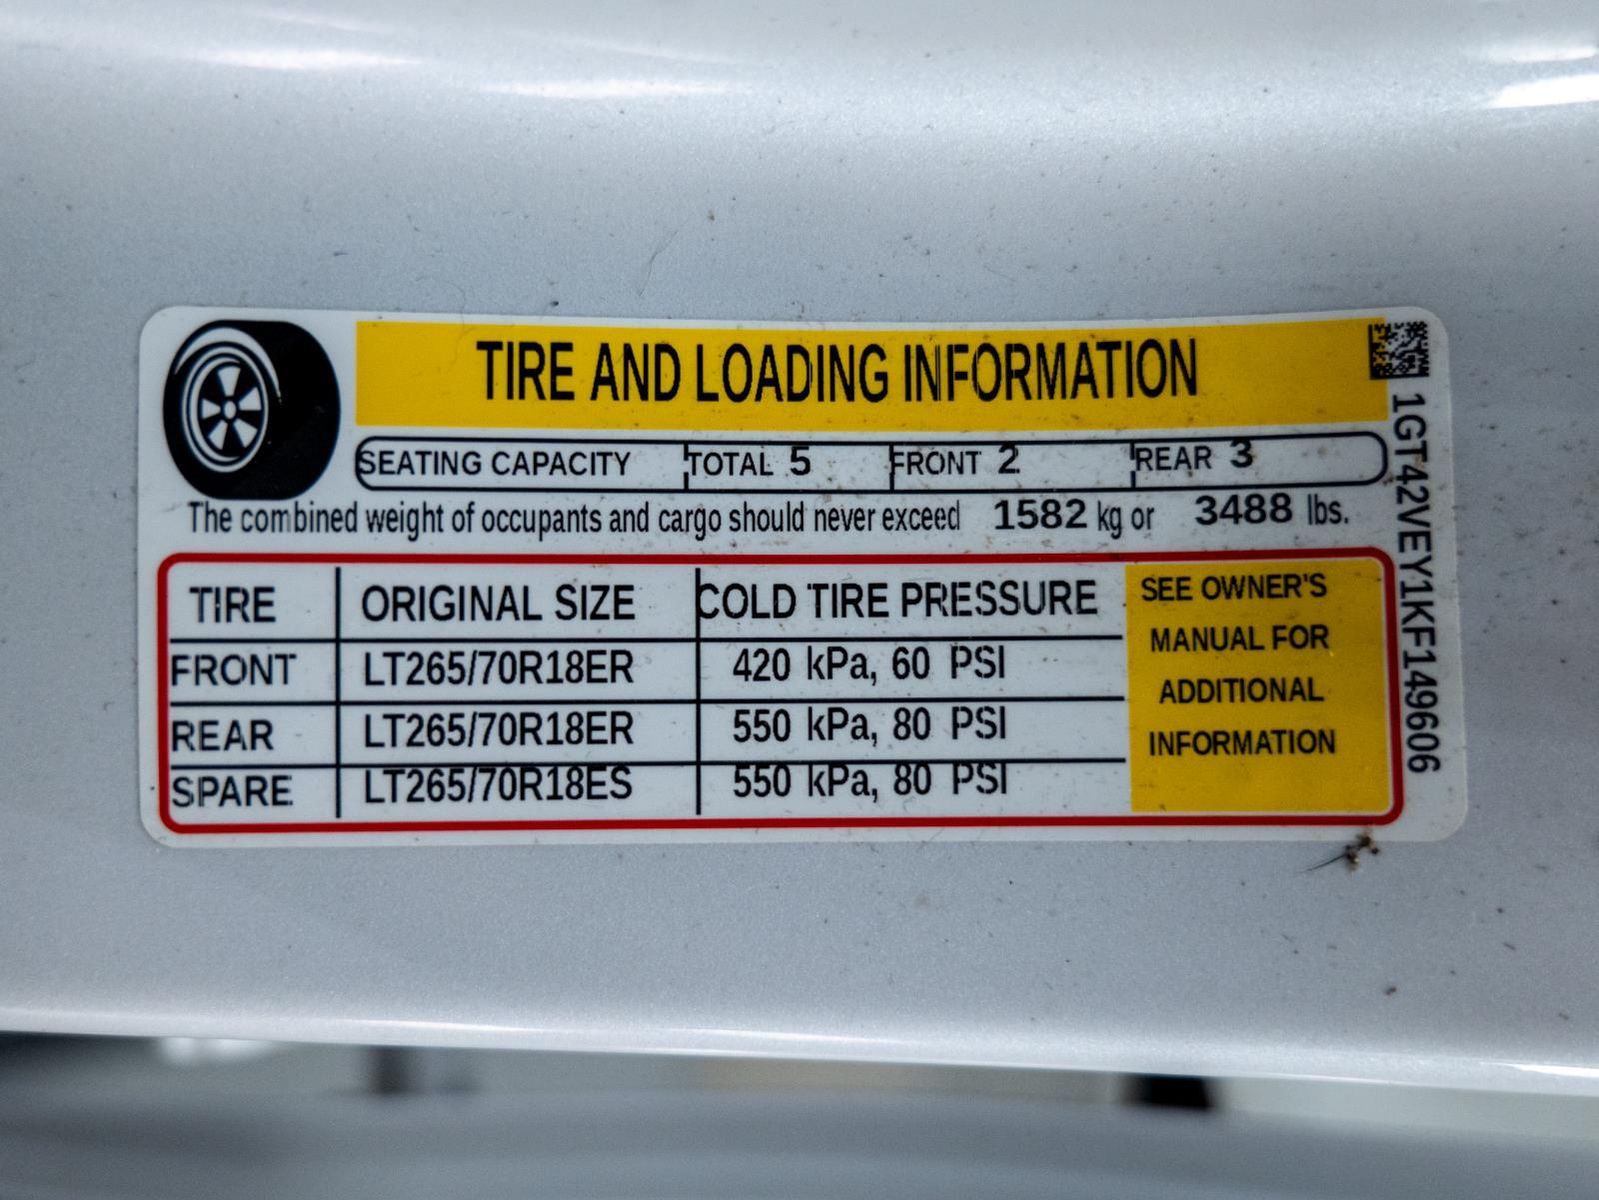 TIRE AND LOADING INFORMATION
SEATING CAPACITY TOTAL 5 FRONT 2 REAR 3
The combined weight of occupants and cargo should never exceed 1582 kg or 3488 lbs.
TIRE ORIGINAL SIZE COLD TIRE PRESSURE
FRONT LT265/70R18ER 420 kPa, 60 PSI
REAR LT265/70R18ER 550 kPa, 80 PSI
SPARE LT265/70R18ES 550 kPa, 80 PSI
SEE OWNER'S
MANUAL FOR
ADDITIONAL
INFORMATION
1GT42VEY1KF149606